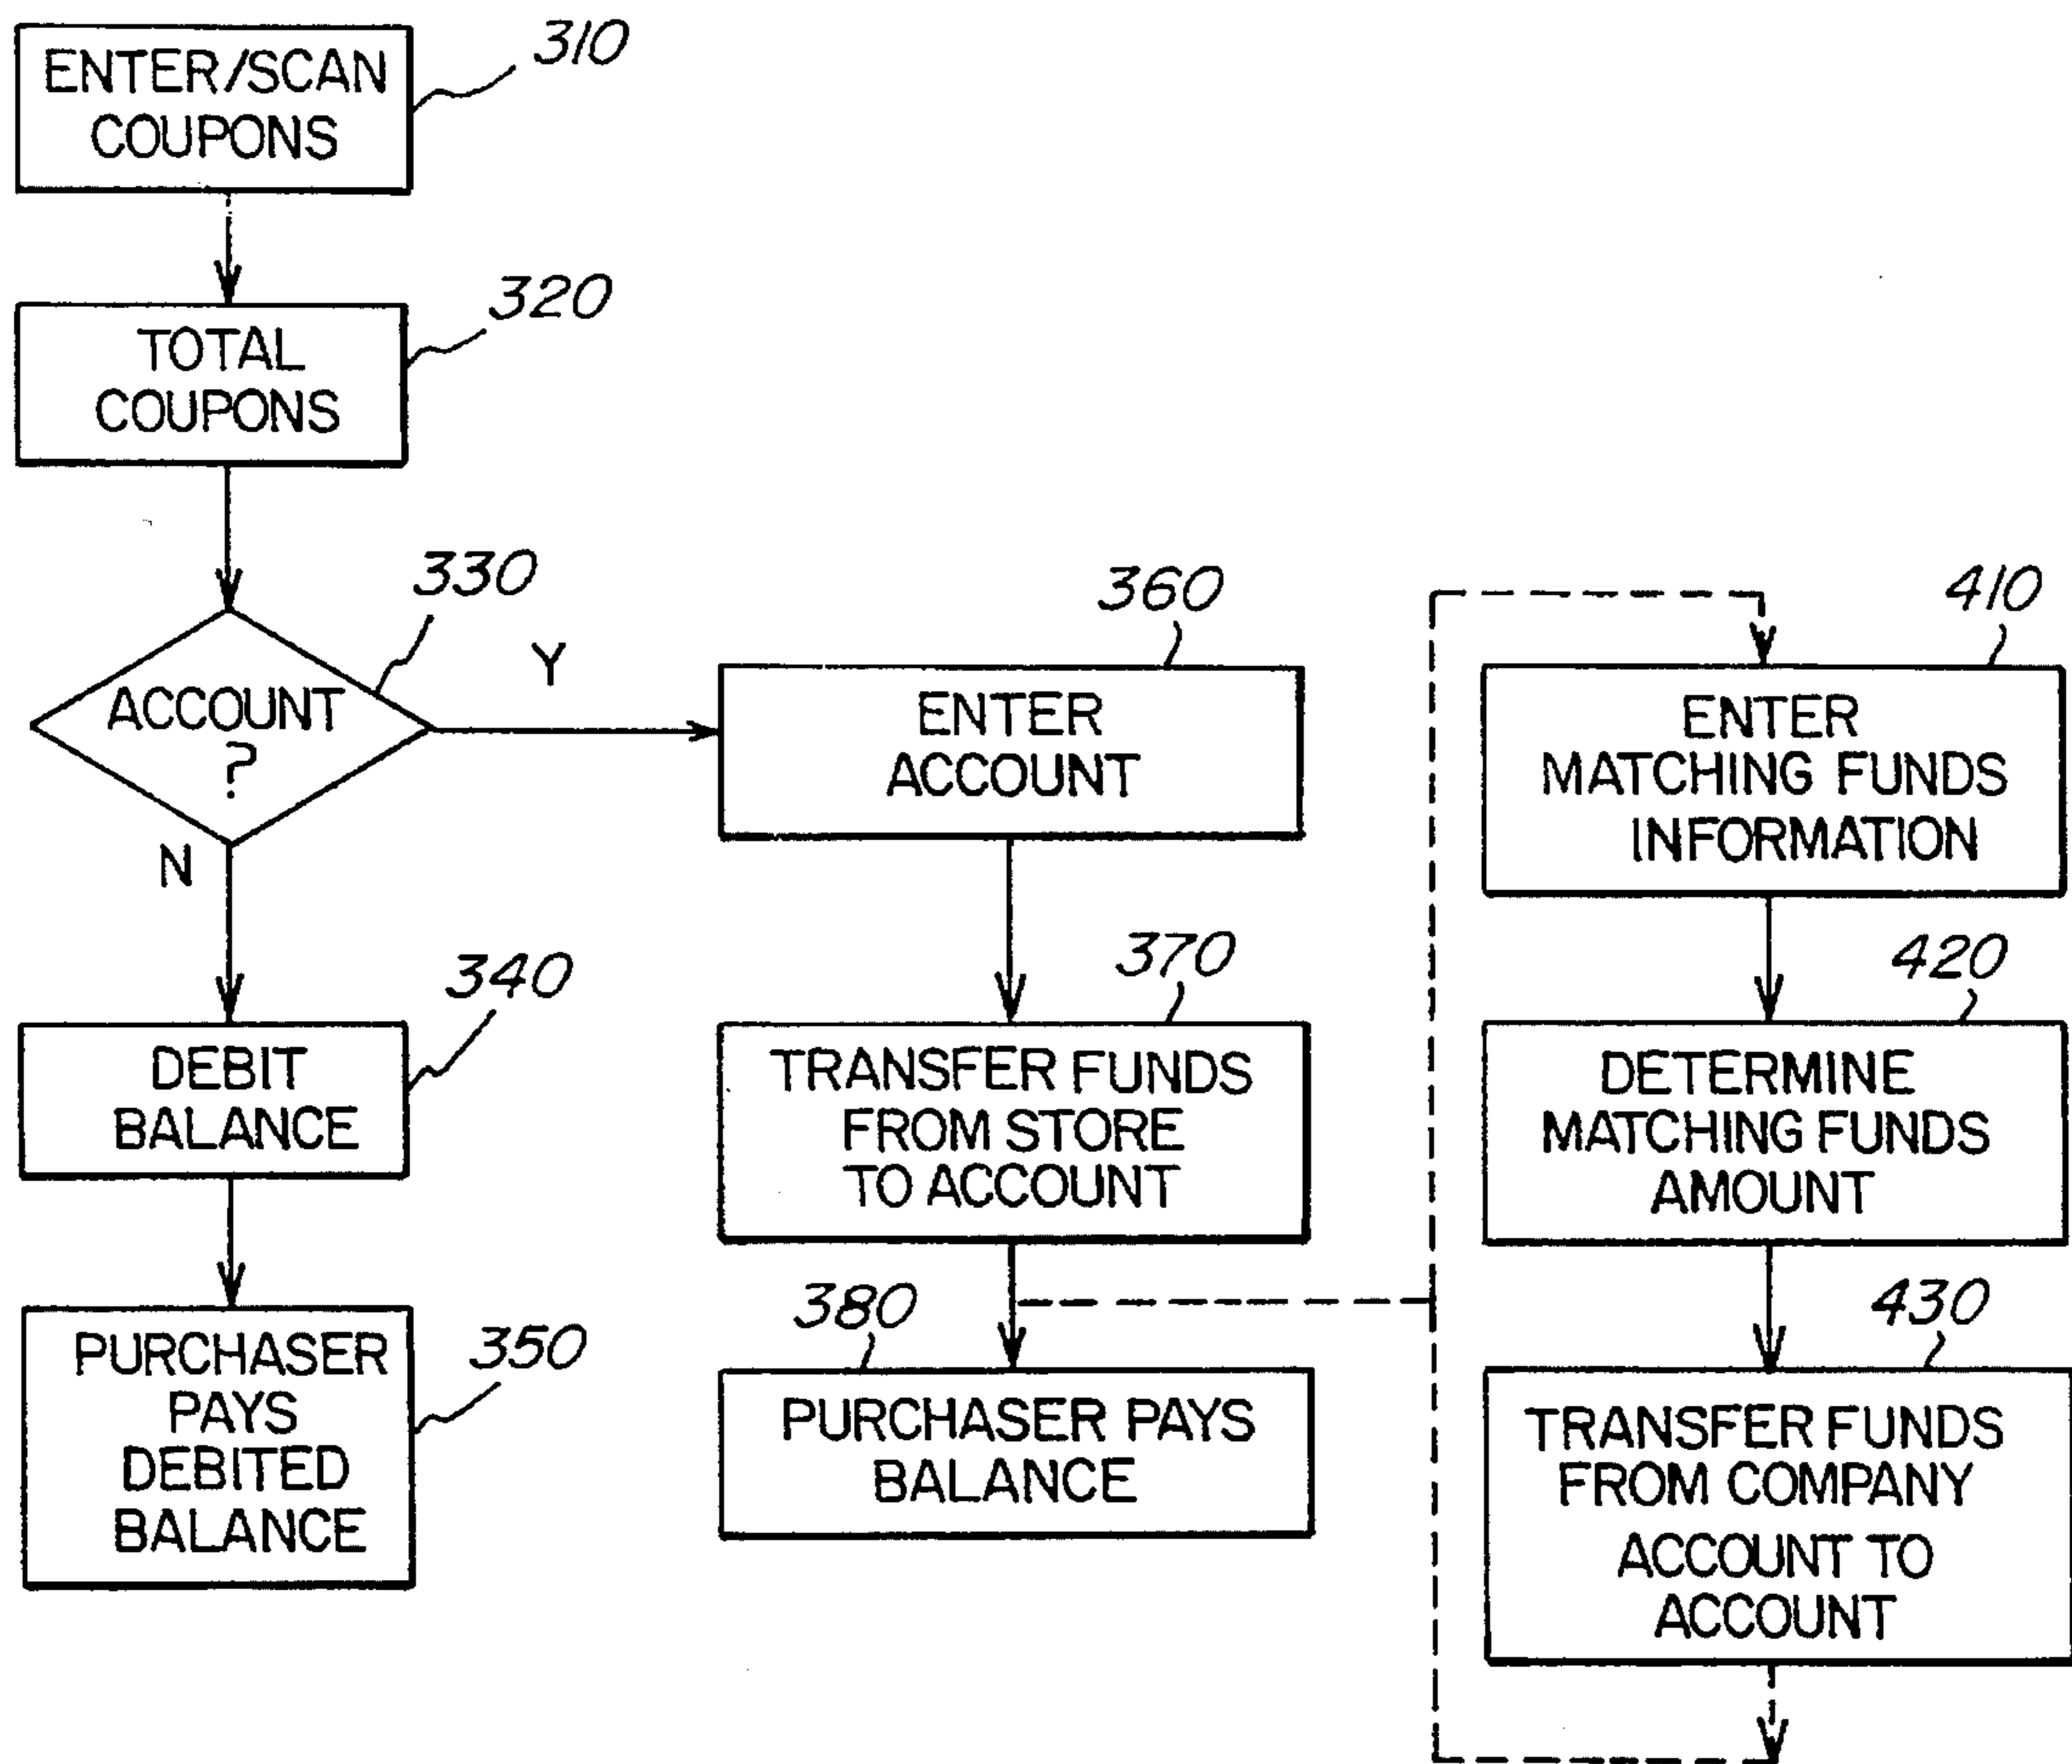 310
ENTER/SCAN
COUPONS
320
TOTAL
COUPONS
330
ACCOUNT
?
Y
N
340
DEBIT
BALANCE
350
PURCHASER
PAYS
DEBITED
BALANCE
360
ENTER
ACCOUNT
370
TRANSFER FUNDS
FROM STORE
TO ACCOUNT
380
PURCHASER PAYS
BALANCE
410
ENTER
MATCHING FUNDS
INFORMATION
420
DETERMINE
MATCHING FUNDS
AMOUNT
430
TRANSFER FUNDS
FROM COMPANY
ACCOUNT TO
ACCOUNT